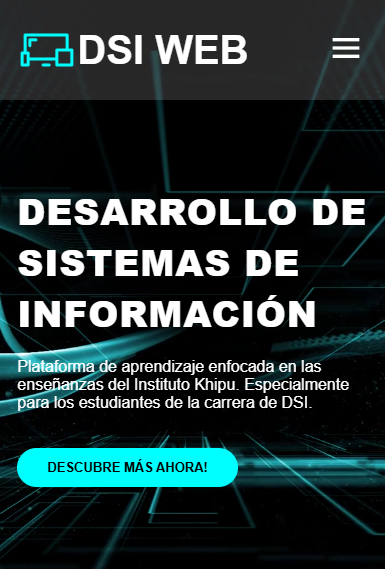 DSI WEB
DESARROLLO DE
SISTEMAS DE
INFORMACIÓN
Plataforma de aprendizaje enfocada en las
enseñanzas del Instituto Khipu. Especialmente
para los estudiantes de la carrera de DSI.
DESCUBRE MÁS AHORA!